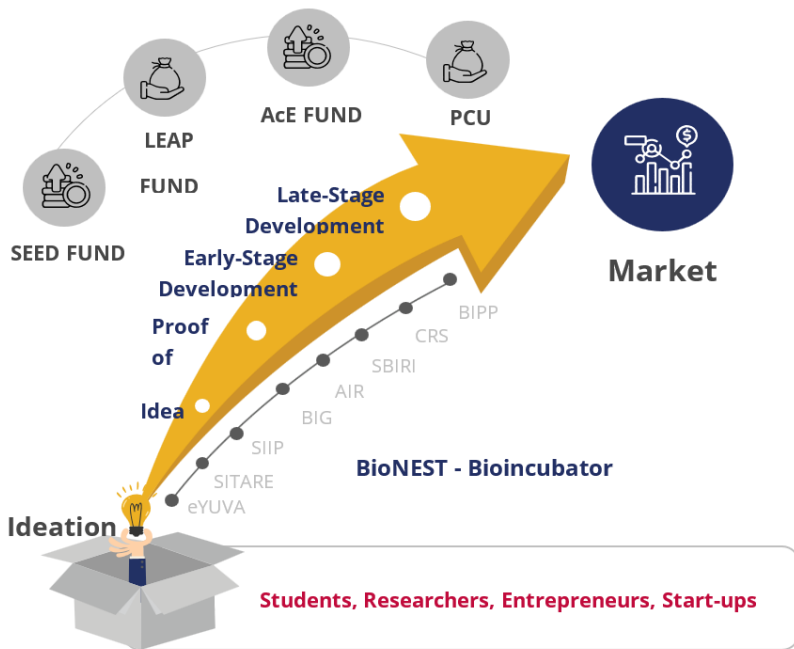 AcE FUND
PCU
LEAP
FUND
SEED FUND
Late-Stage
Development
Early-Stage
Development
Proof
of
Idea
Market
BIPP
CRS
SBIRI
AIR
BIG
SIIP
SITARE
eYUVA
BioNEST - Bioincubator
Ideation
Students, Researchers, Entrepreneurs, Start-ups